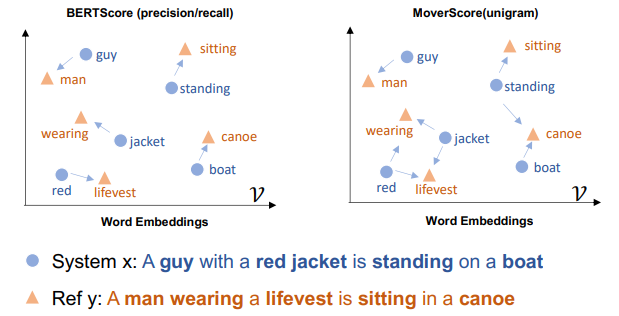 BERTScore (precision/recall)
guy
man
sitting
standing
wearing
jacket
canoe
boat
red
lifevest
𝒱
Word Embeddings
MoverScore(unigram)
guy
man
sitting
standing
wearing
jacket
canoe
boat
red
lifevest
𝒱
Word Embeddings
System x: A guy with a red jacket is standing on a boat
Ref y: A man wearing a lifevest is sitting in a canoe